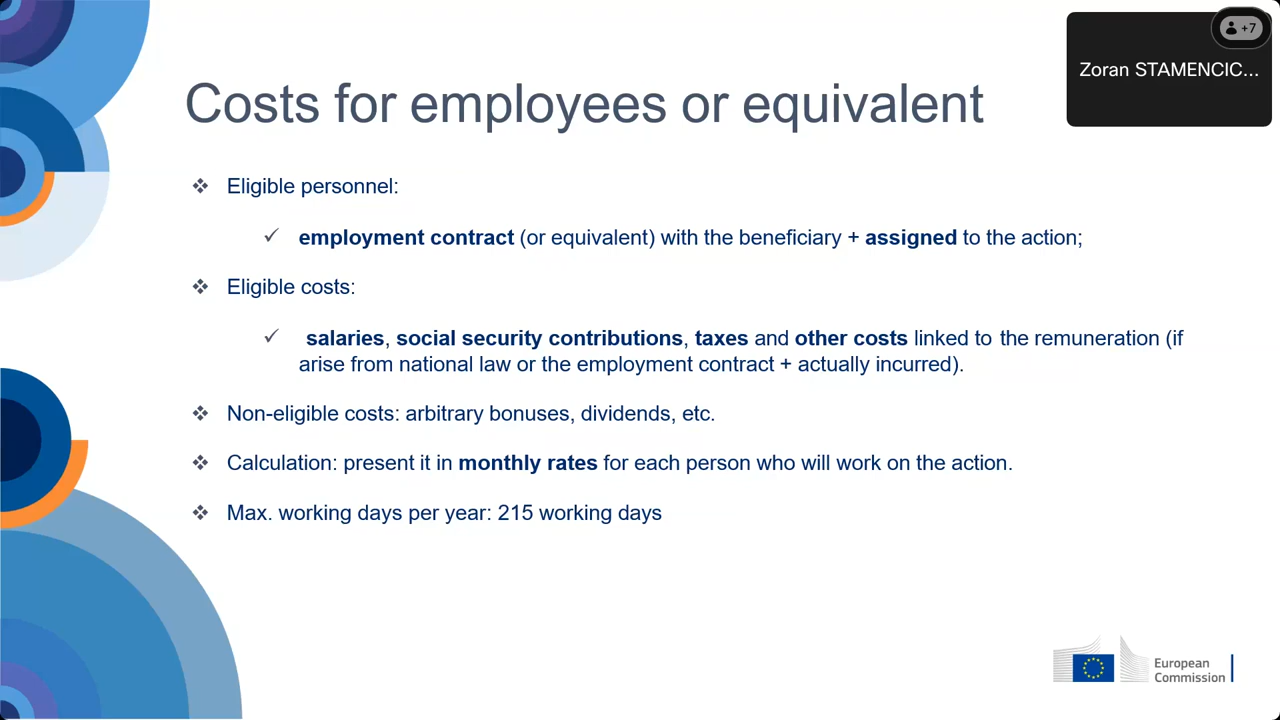 +7
Zoran STAMENCIC...
Costs for employees or equivalent
❖ Eligible personnel:
✓ employment contract (or equivalent) with the beneficiary + assigned to the action;
❖ Eligible costs:
✓ salaries, social security contributions, taxes and other costs linked to the remuneration (if
arise from national law or the employment contract + actually incurred).
❖ Non-eligible costs: arbitrary bonuses, dividends, etc.
❖ Calculation: present it in monthly rates for each person who will work on the action.
❖ Max. working days per year: 215 working days
European
Commission